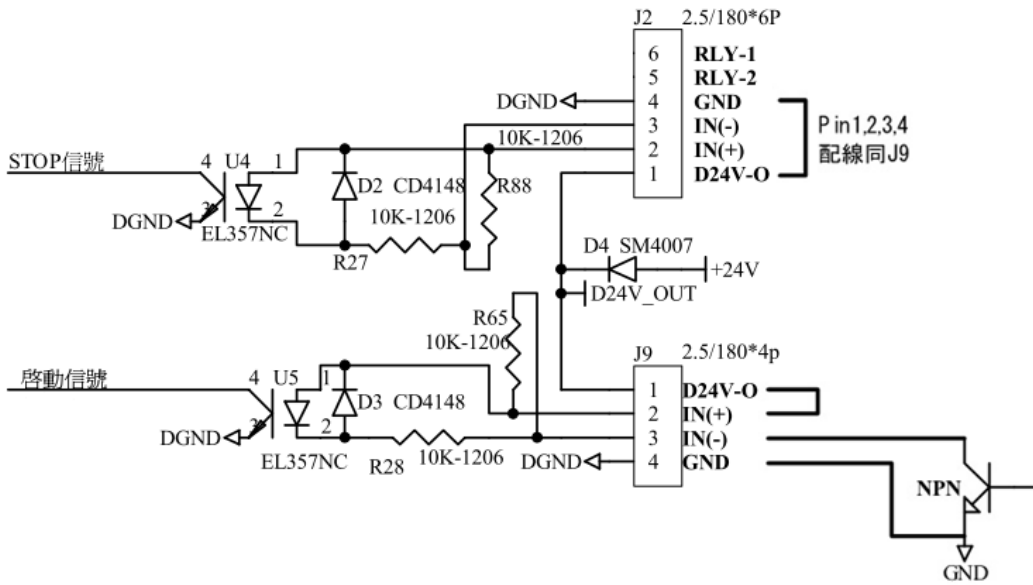 J2 2.5/180*6P
6 RLY-1
5 RLY-2
DGND 4 GND
3 IN(-)
10K-1206
2 IN(+)
1 D24V-O
Pin1,2,3,4
配線同J9
STOP信號 4 U4 1
D2 CD4148 R88
DGND 3 2 10K-1206
EL357NC
R27
D4 SM4007
+24V
D24V_OUT
R65
10K-1206
J9 2.5/180*4p
啓動信號 4 U5 1
1 D24V-O
D3 CD4148
2 IN(+)
DGND 3 2
3 IN(-)
EL357NC R28 10K-1206
DGND 4 GND
NPN
GND